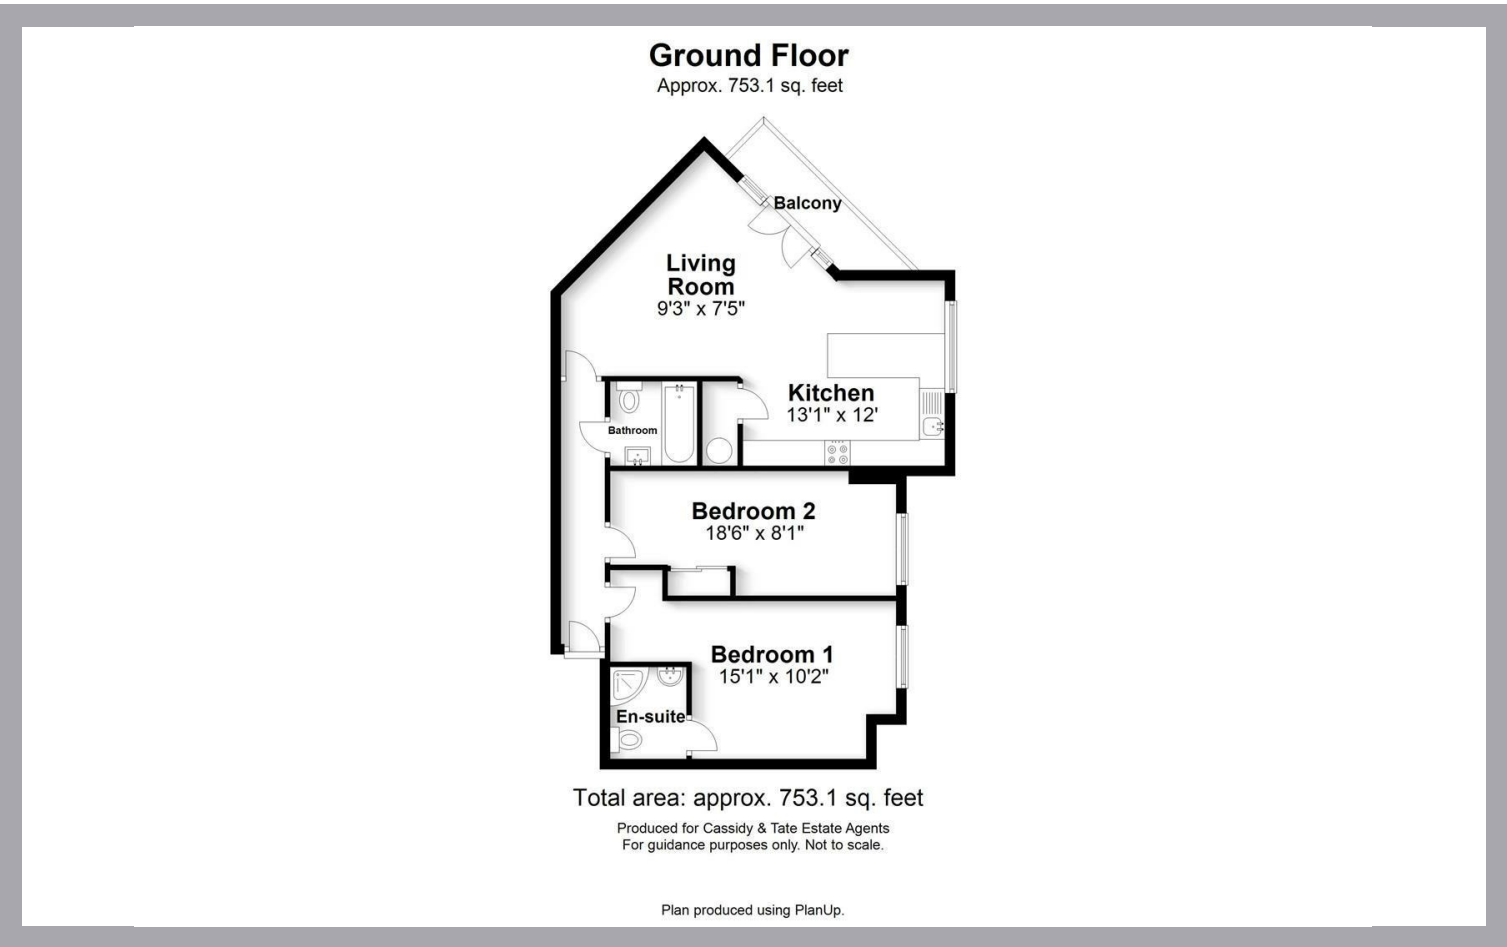 Ground Floor
Approx. 753.1 sq. feet
Balcony
Living
Room
9'3" x 7'5"
Kitchen
13'1" x 12'
Bathroom
Bedroom 2
18'6" x 8'1"
Bedroom 1
15'1" x 10'2"
En-suite
Total area: approx. 753.1 sq. feet
Produced for Cassidy & Tate Estate Agents
For guidance purposes only. Not to scale.
Plan produced using PlanUp.